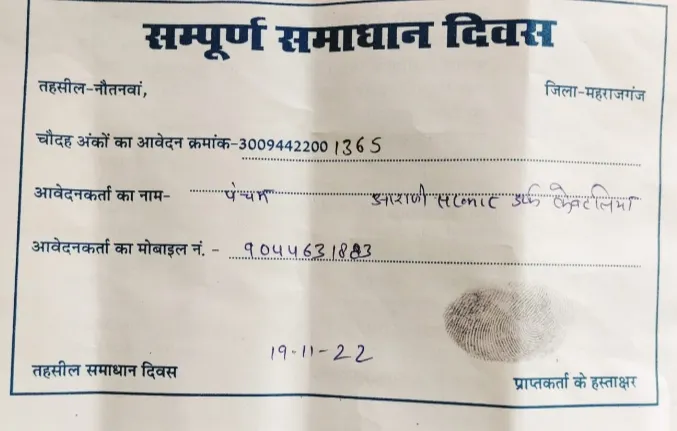 सम्पूर्ण समाधान दिवस
तहसील-नौतनवां, जिला-महराजगंज
चौदह अंकों का आवेदन क्रमांक-30094422001365
आवेदनकर्ता का नाम- पंचम उर्फ
आवेदनकर्ता का मोबाइल नं. - 9044631883
19-11-22
तहसील समाधान दिवस प्राप्तकर्ता के हस्ताक्षर